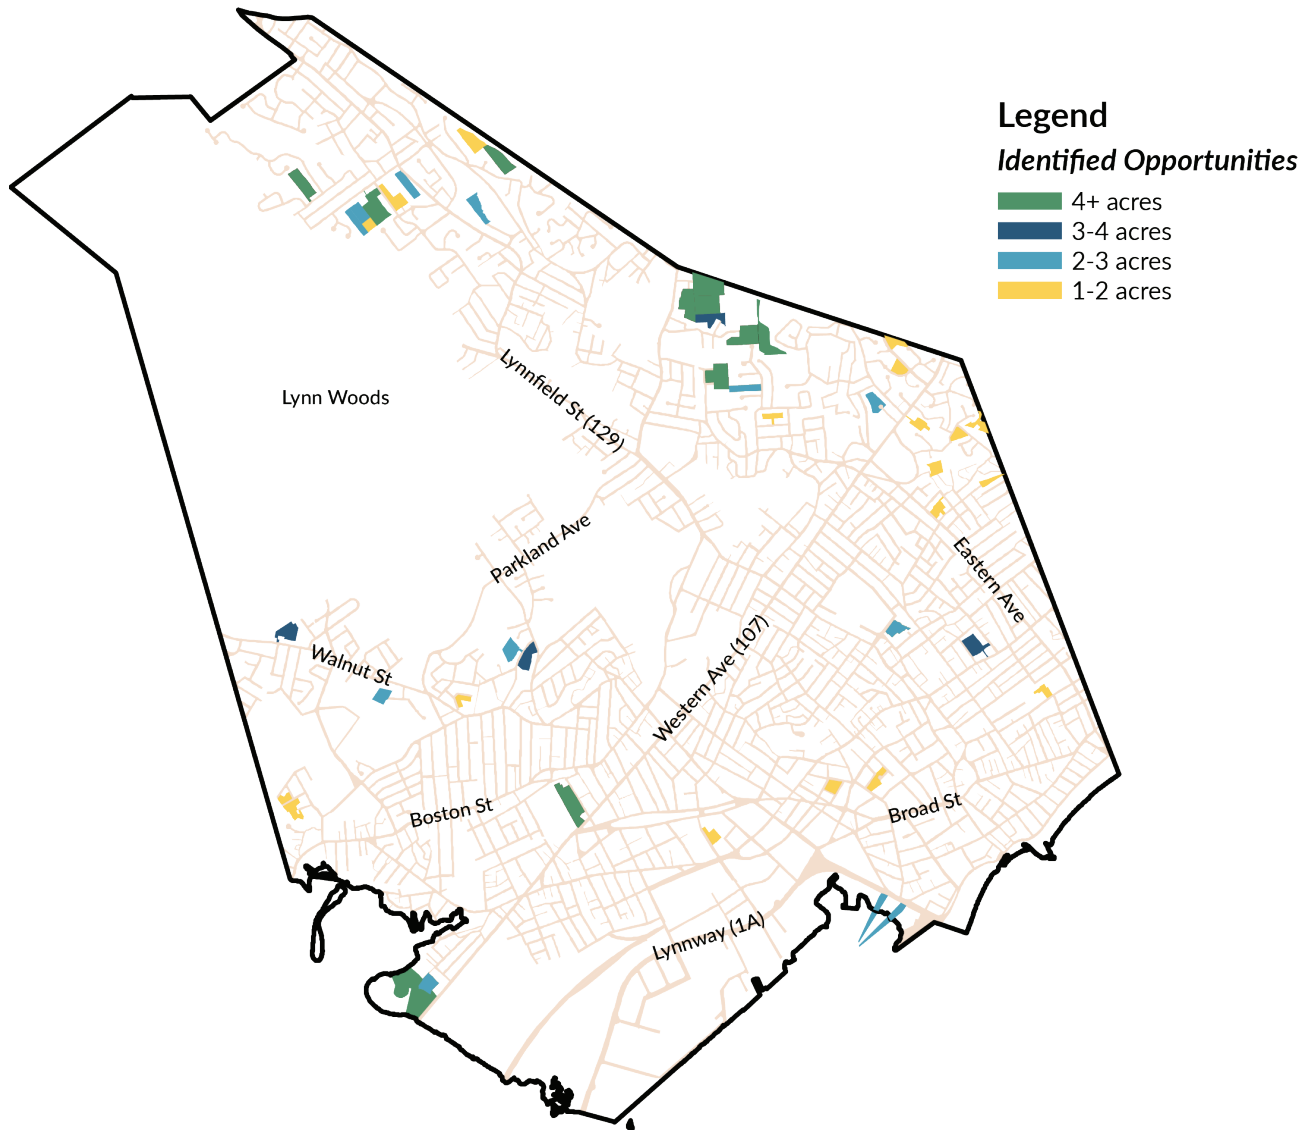 Legend
Identified Opportunities
4+ acres
3-4 acres
2-3 acres
1-2 acres
Lynnfield St (129)
Lynn Woods
Parkland Ave
Eastern Ave
Western Ave (107)
Walnut St
Boston St
Broad St
Lynnway (1A)